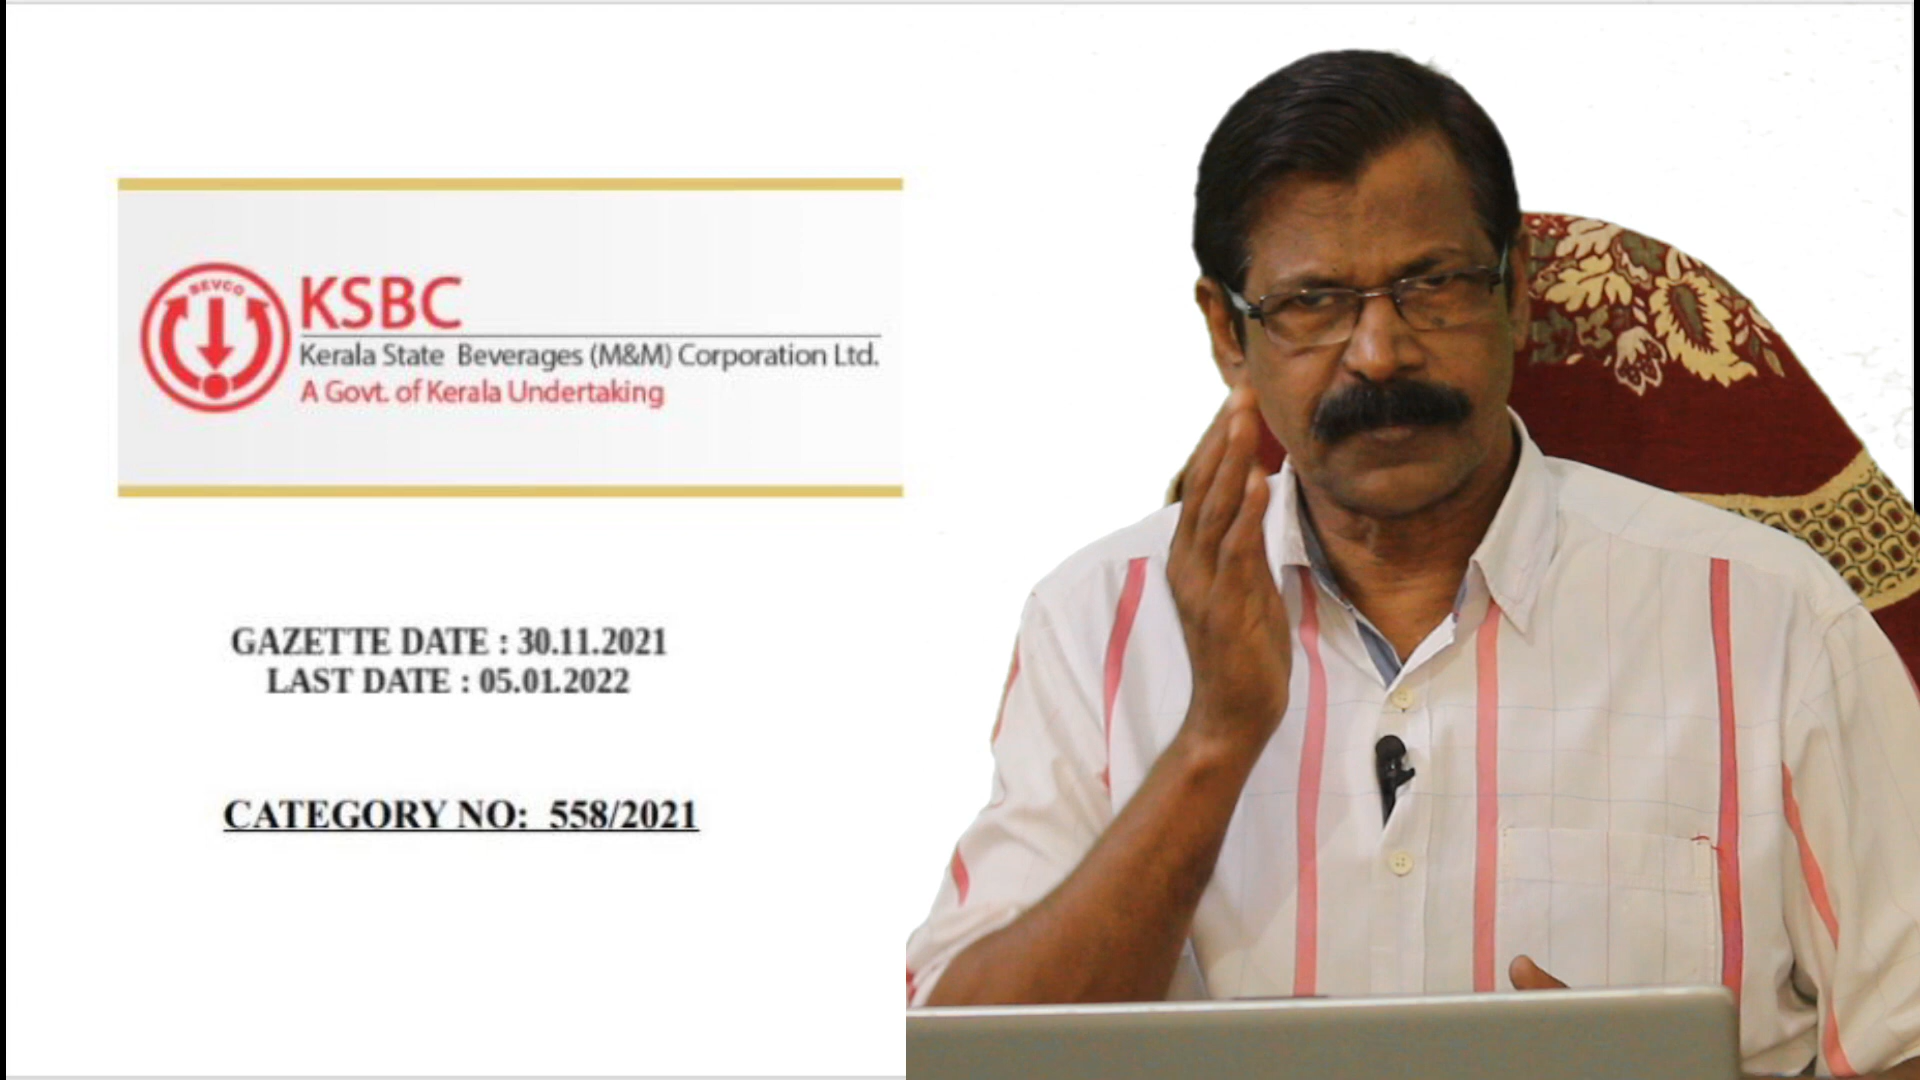 BEVCO
KSBC
Kerala State Beverages (M&M) Corporation Ltd.
A Govt. of Kerala Undertaking
GAZETTE DATE : 30.11.2021
LAST DATE : 05.01.2022
CATEGORY NO: 558/2021